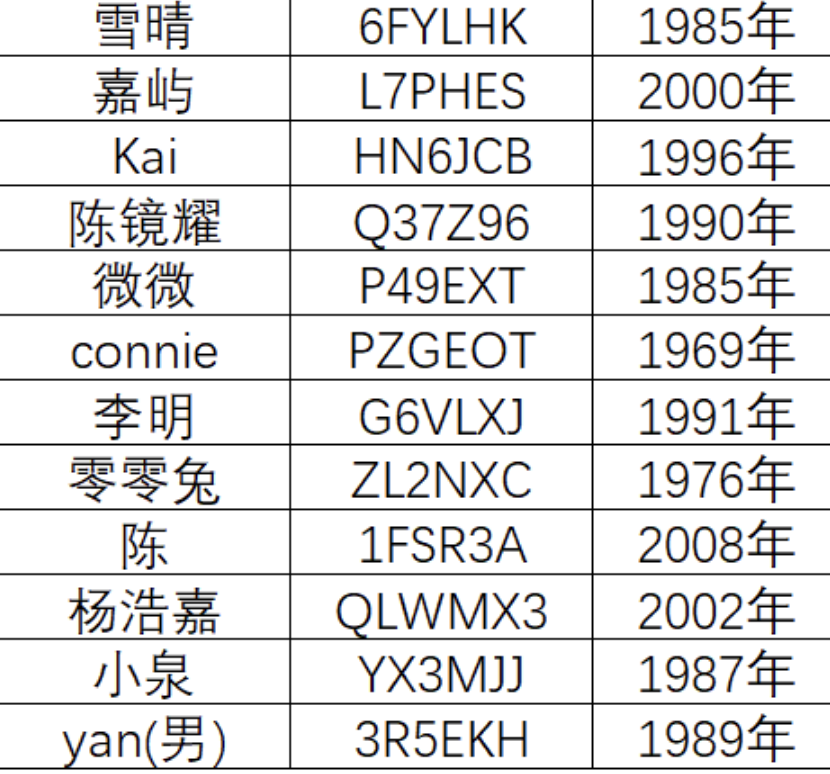 雪晴 6FYLHK 1985年
嘉屿 L7PHES 2000年
Kai HN6JCB 1996年
陈镜耀 Q37Z96 1990年
微微 P49EXT 1985年
connie PZGEOT 1969年
李明 G6VLXJ 1991年
零零兔 ZL2NXC 1976年
陈 1FSR3A 2008年
杨浩嘉 QLWMX3 2002年
小泉 YX3MJJ 1987年
yan(男) 3R5EKH 1989年